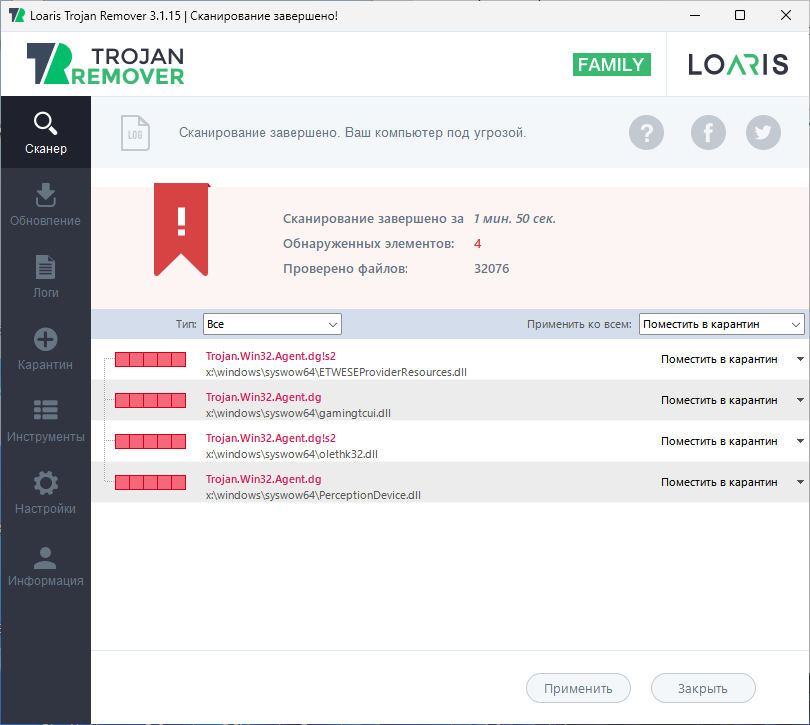 Loaris Trojan Remover 3.1.15 | Сканирование завершено!
TROJAN
REMOVER
FAMILY
LOARIS
Сканер
Обновление
Логи
Карантин
Инструменты
Настройки
Информация
LOG
Сканирование завершено. Ваш компьютер под угрозой.
?
f
!
Сканирование завершено за 1 мин. 50 сек.
Обнаруженных элементов: 4
Проверено файлов: 32076
Тип: Все Применить ко всем: Поместить в карантин
Trojan.Win32.Agent.dg!s2 Поместить в карантин
x:\windows\syswow64\ETWESEProviderResources.dll
Trojan.Win32.Agent.dg Поместить в карантин
x:\windows\syswow64\gamingtcui.dll
Trojan.Win32.Agent.dg!s2 Поместить в карантин
x:\windows\syswow64\olethk32.dll
Trojan.Win32.Agent.dg Поместить в карантин
x:\windows\syswow64\PerceptionDevice.dll
Применить Закрыть